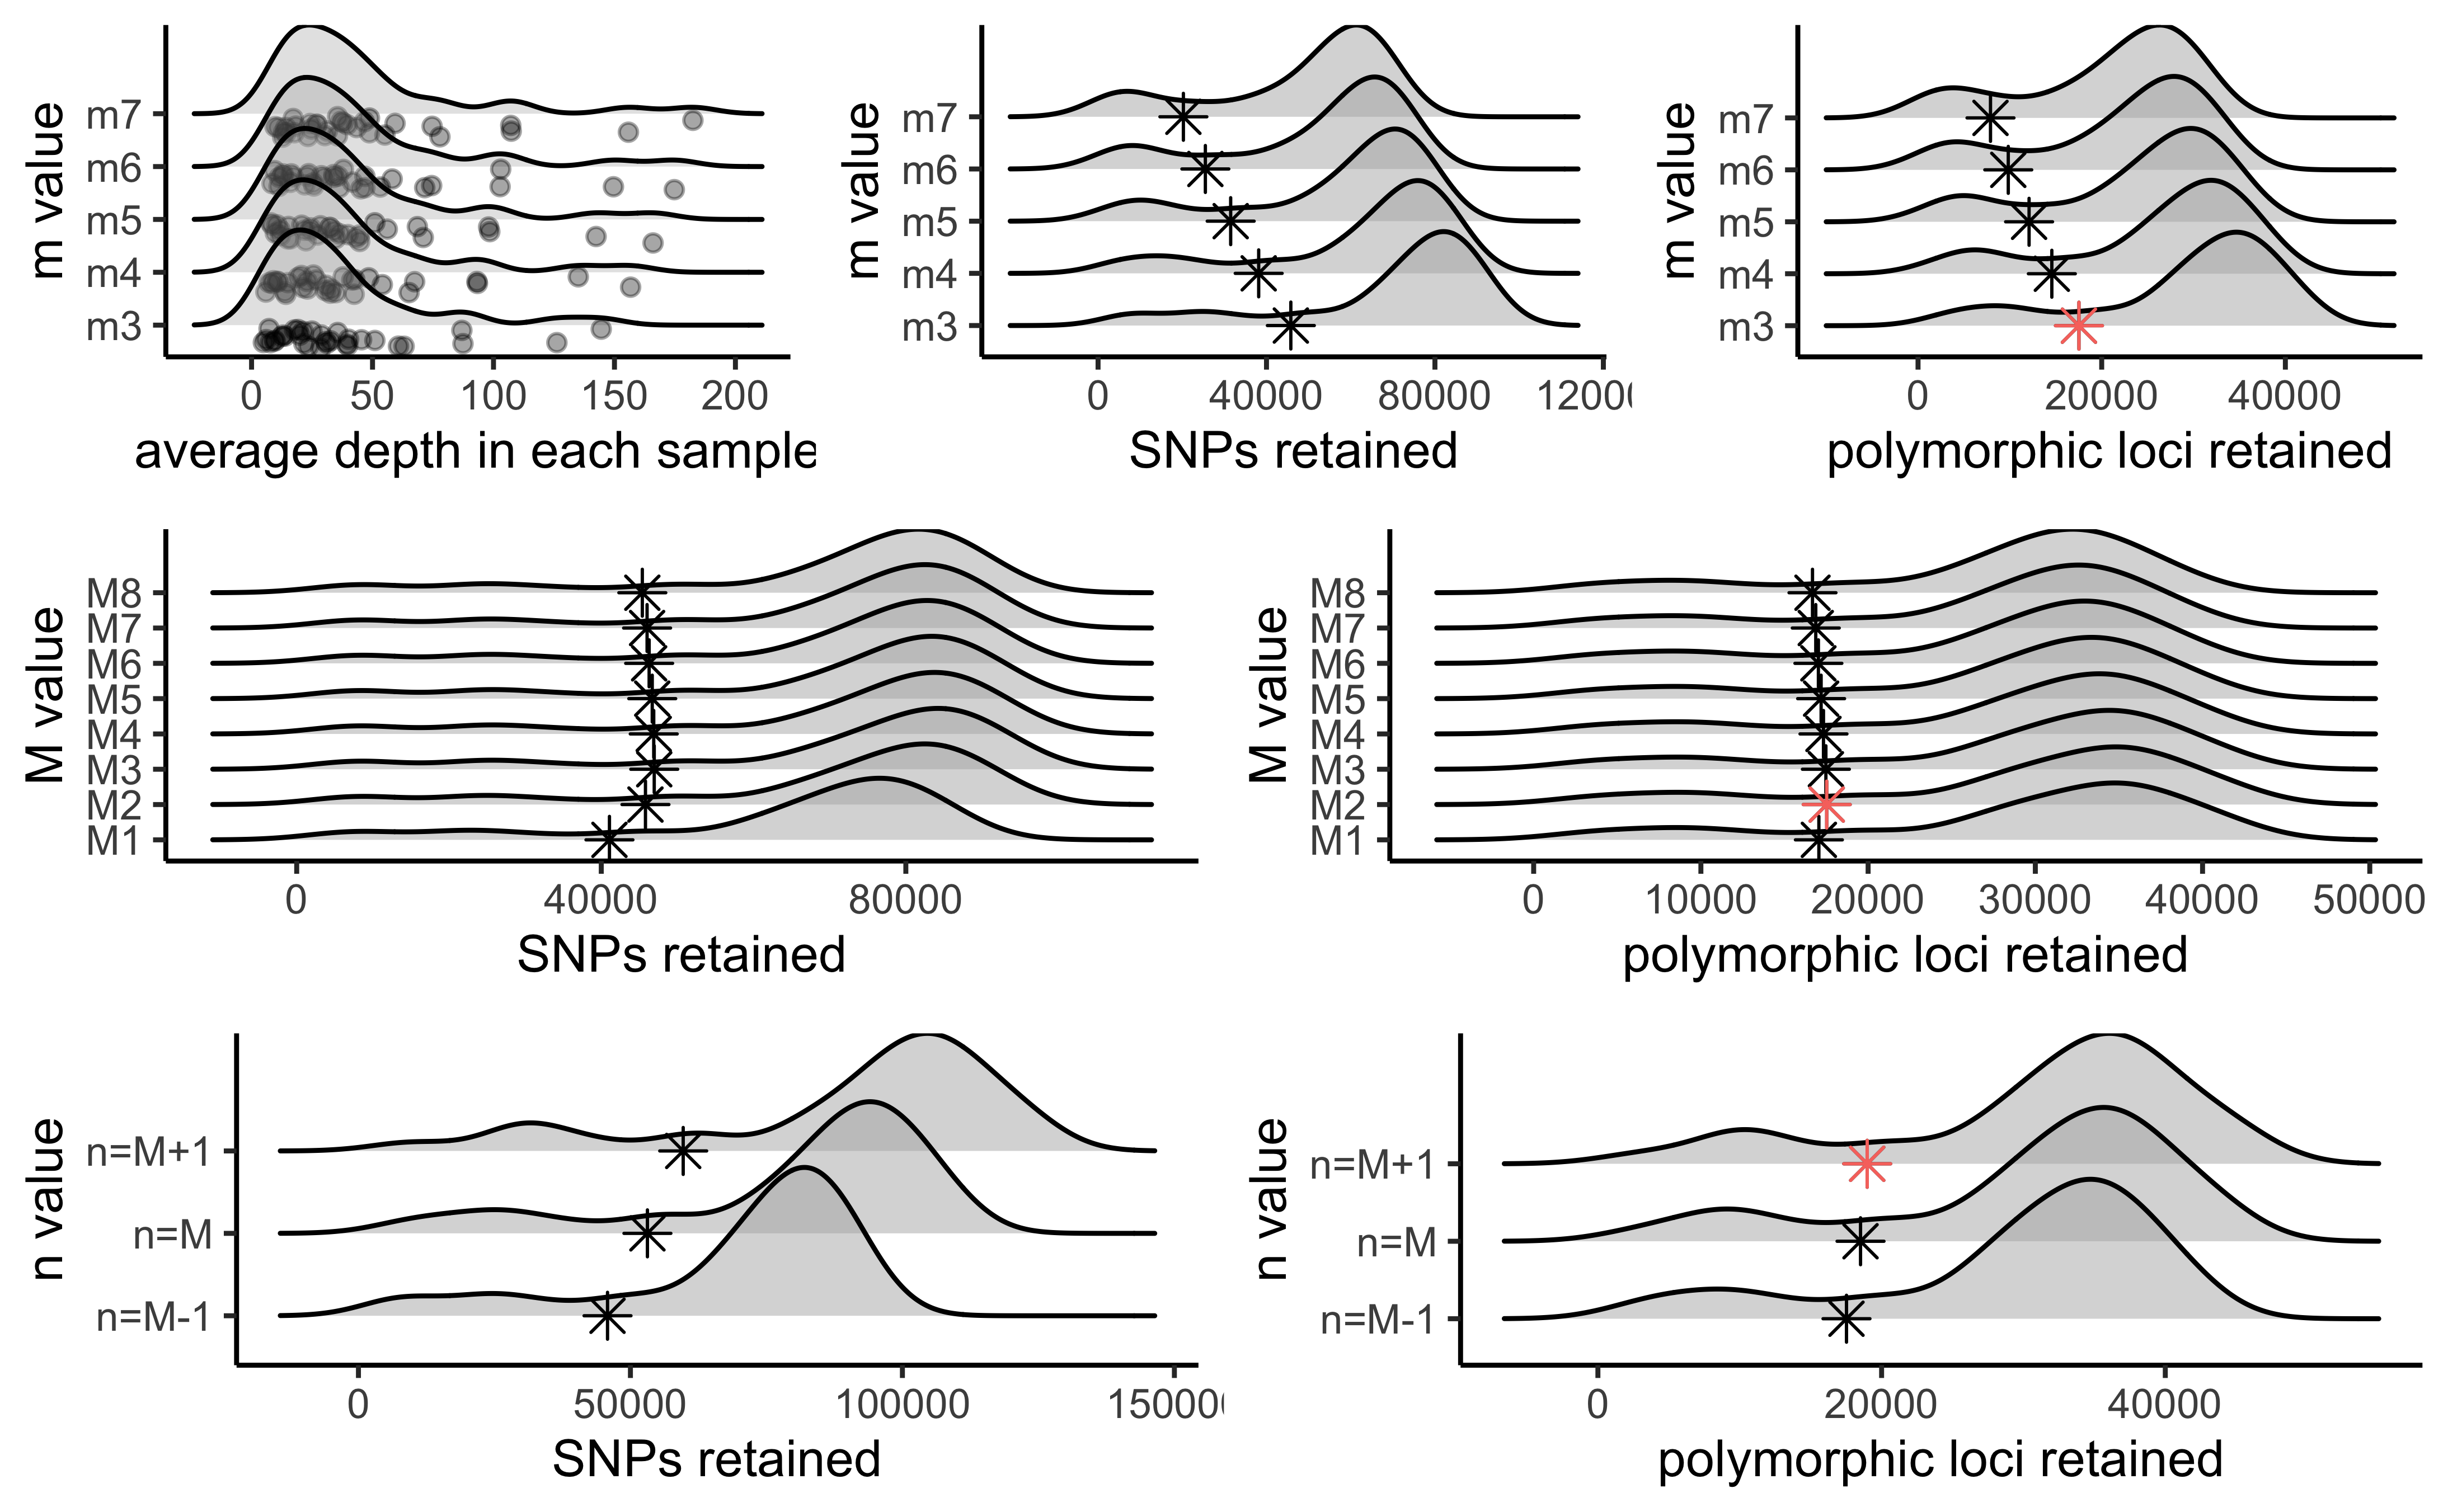 m value
m7
m6
m5
m4
m3
0 50 100 150 200
average depth in each sample
m value
m7
m6
m5
m4
m3
0 40000 80000 12000
SNPs retained
m value
m7
m6
m5
m4
m3
0 20000 40000
polymorphic loci retained
M value
M8
M7
M6
M5
M4
M3
M2
M1
0 40000 80000
SNPs retained
M value
M8
M7
M6
M5
M4
M3
M2
M1
0 10000 20000 30000 40000 50000
polymorphic loci retained
n value
n=M+1
n=M
n=M-1
0 50000 100000 150000
SNPs retained
n value
n=M+1
n=M
n=M-1
0 20000 40000
polymorphic loci retained